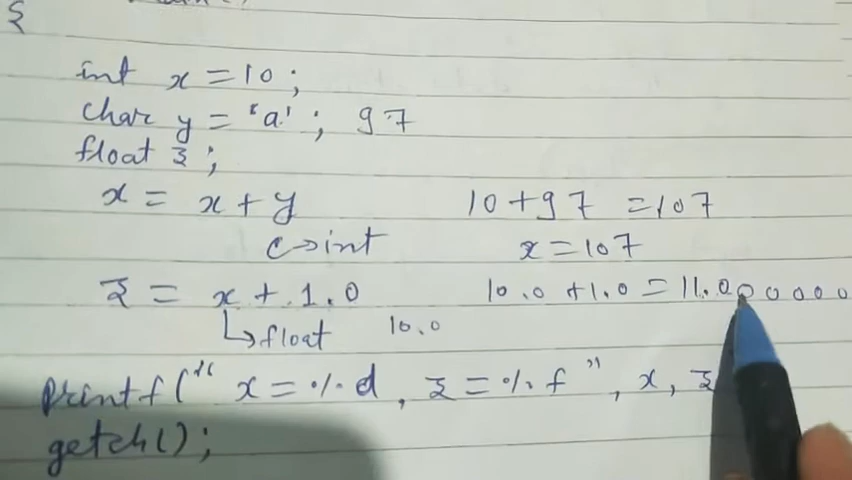 {
int x = 10;
char y = 'a'; 97
float z;
x = x + y 10 + 97 = 107
c → int x = 107
z = x + 1.0 10.0 + 1.0 = 11.000000
↳ float 10.0
printf(" x = %d, z = %f ", x, z
getch();